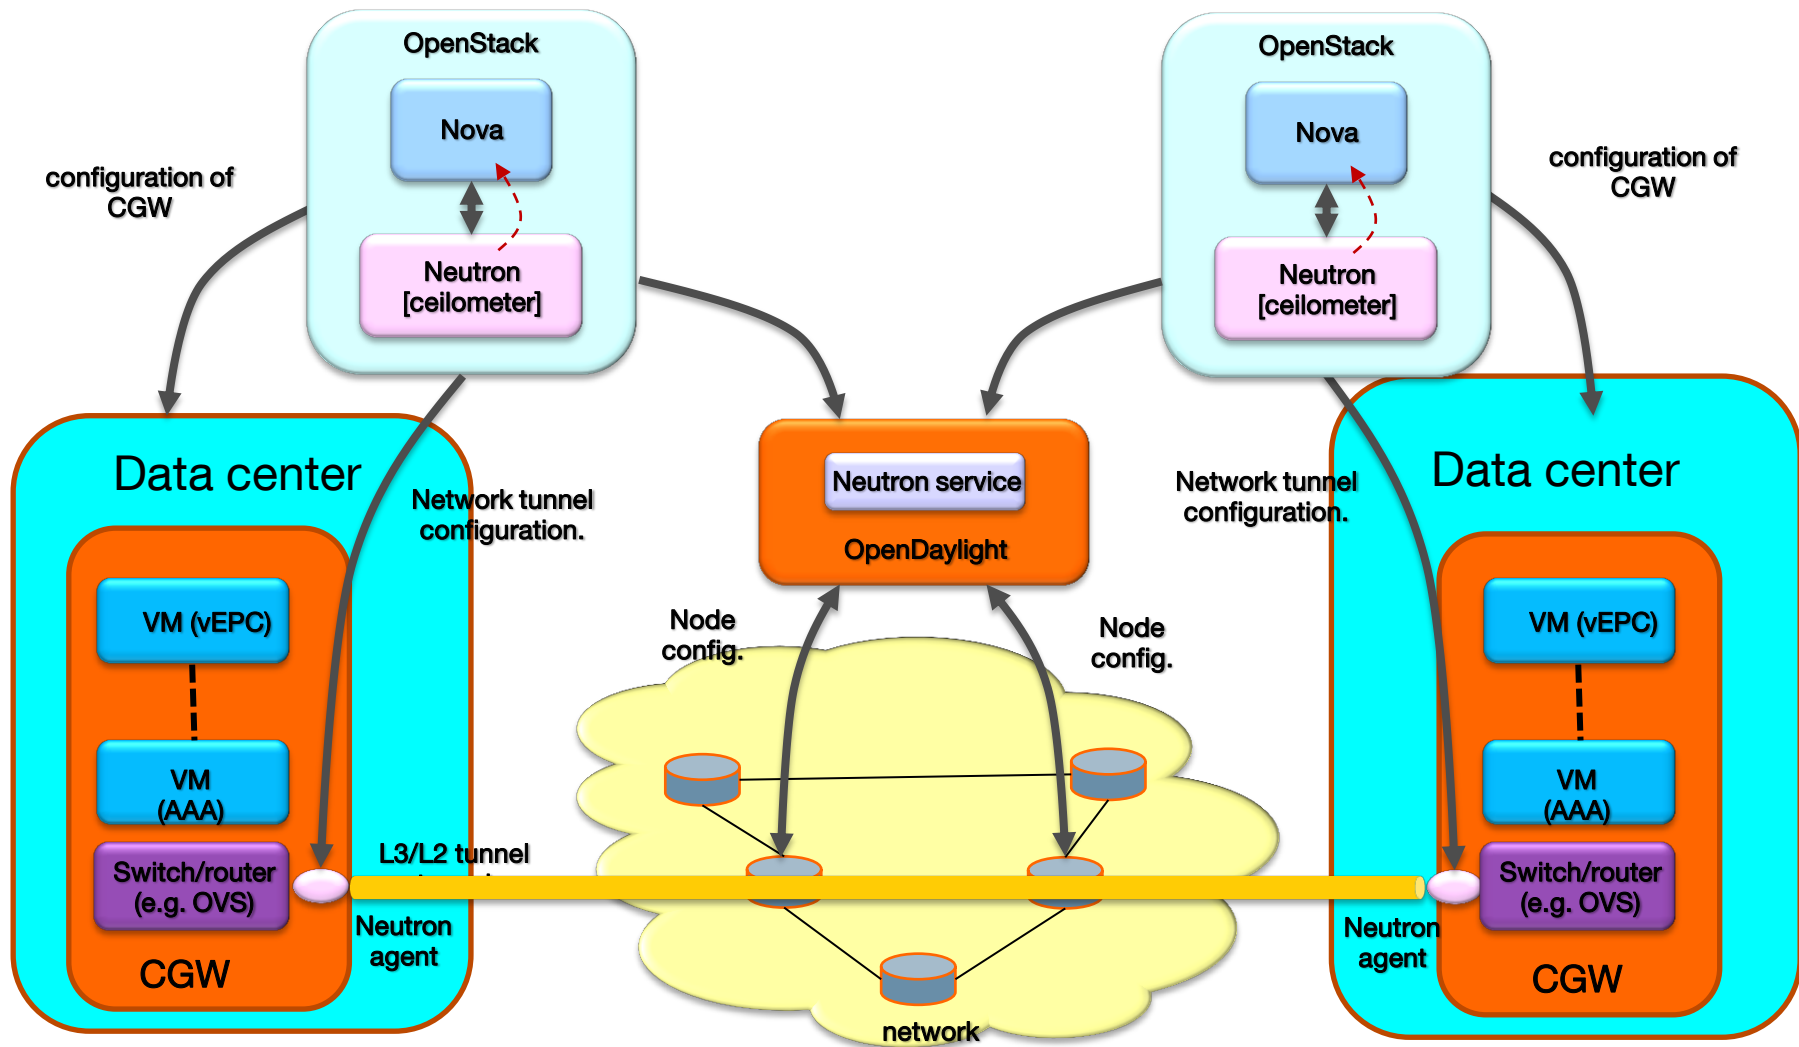 OpenStack
Nova
Neutron
[ceilometer]
configuration of
CGW
OpenStack
Nova
Neutron
[ceilometer]
configuration of
CGW
Data center
Network tunnel
configuration.
Neutron service
OpenDaylight
Network tunnel
configuration.
Data center
VM (vEPC)
VM
(AAA)
Switch/router
(e.g. OVS)
CGW
Node
config.
Node
config.
L3/L2 tunnel
Neutron
agent
network
Neutron
agent
VM (vEPC)
VM
(AAA)
Switch/router
(e.g. OVS)
CGW